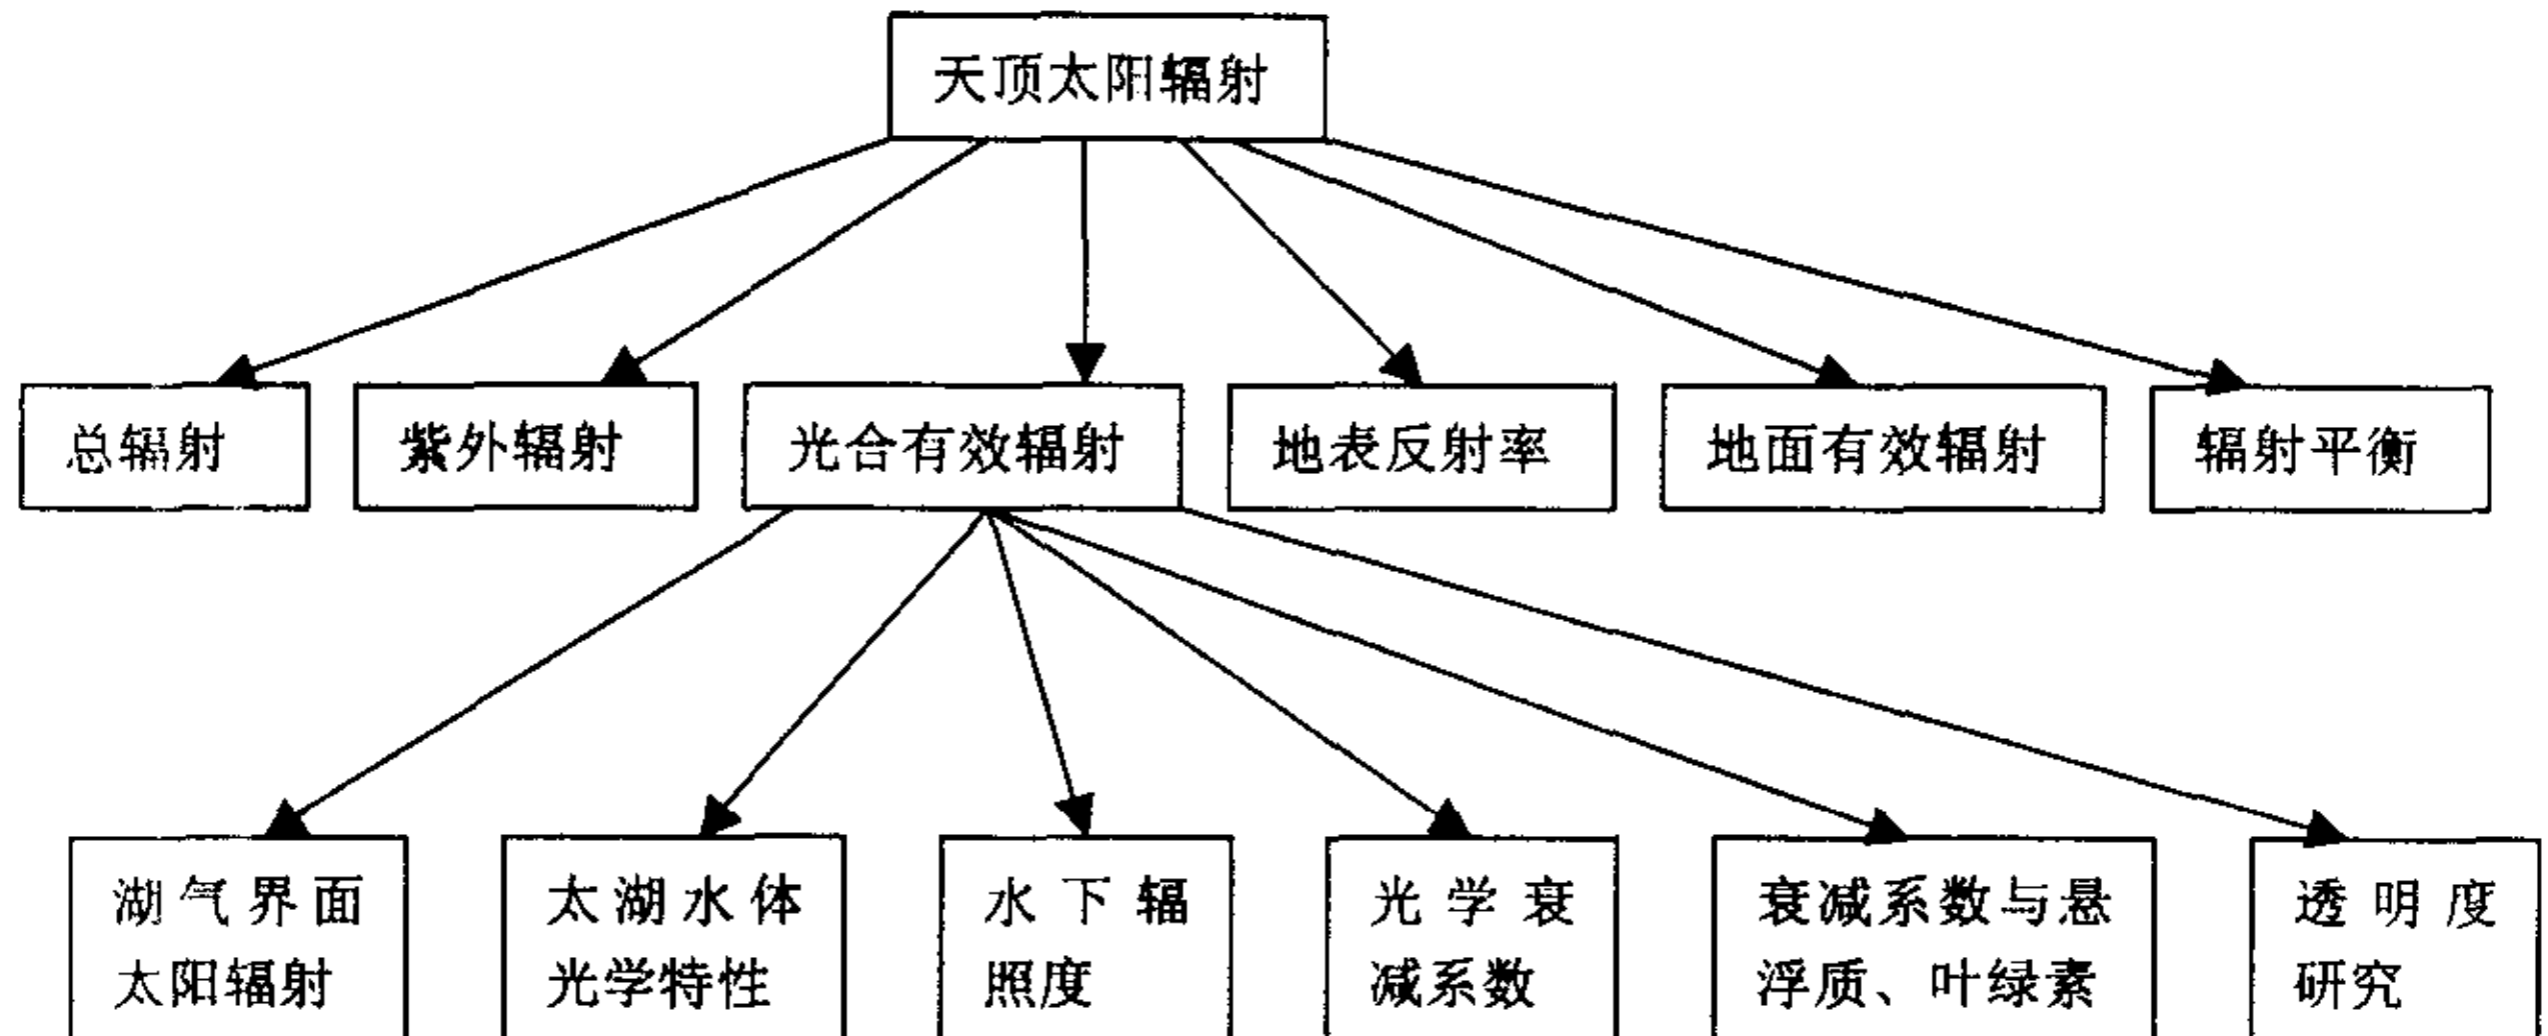 天顶太阳辐射
总辐射
紫外辐射
光合有效辐射
地表反射率
地面有效辐射
辐射平衡
湖气界面
太阳辐射
太湖水体
光学特性
水下辐
照度
光学衰
减系数
衰减系数与悬
浮质、叶绿素
透明度
研究